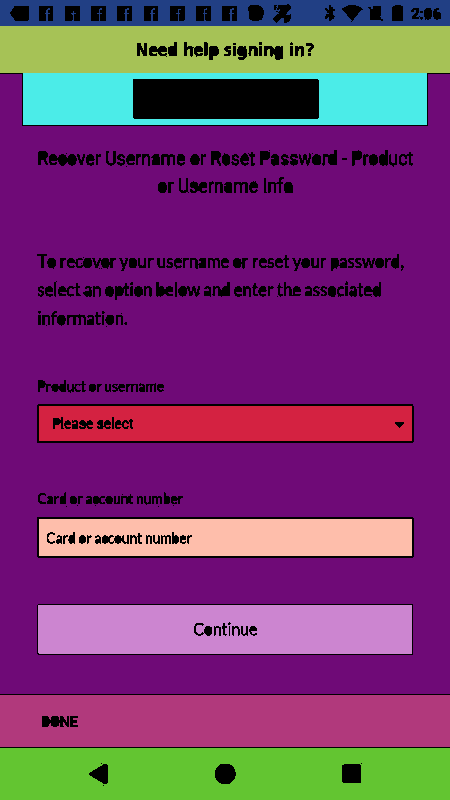 2:06
Need help signing in?
Recover Username or Reset Password - Product
or Username Info
To recover your username or reset your password,
select an option below and enter the associated
information.
Product or username
Please select
Card or account number
Card or account number
Continue
DONE